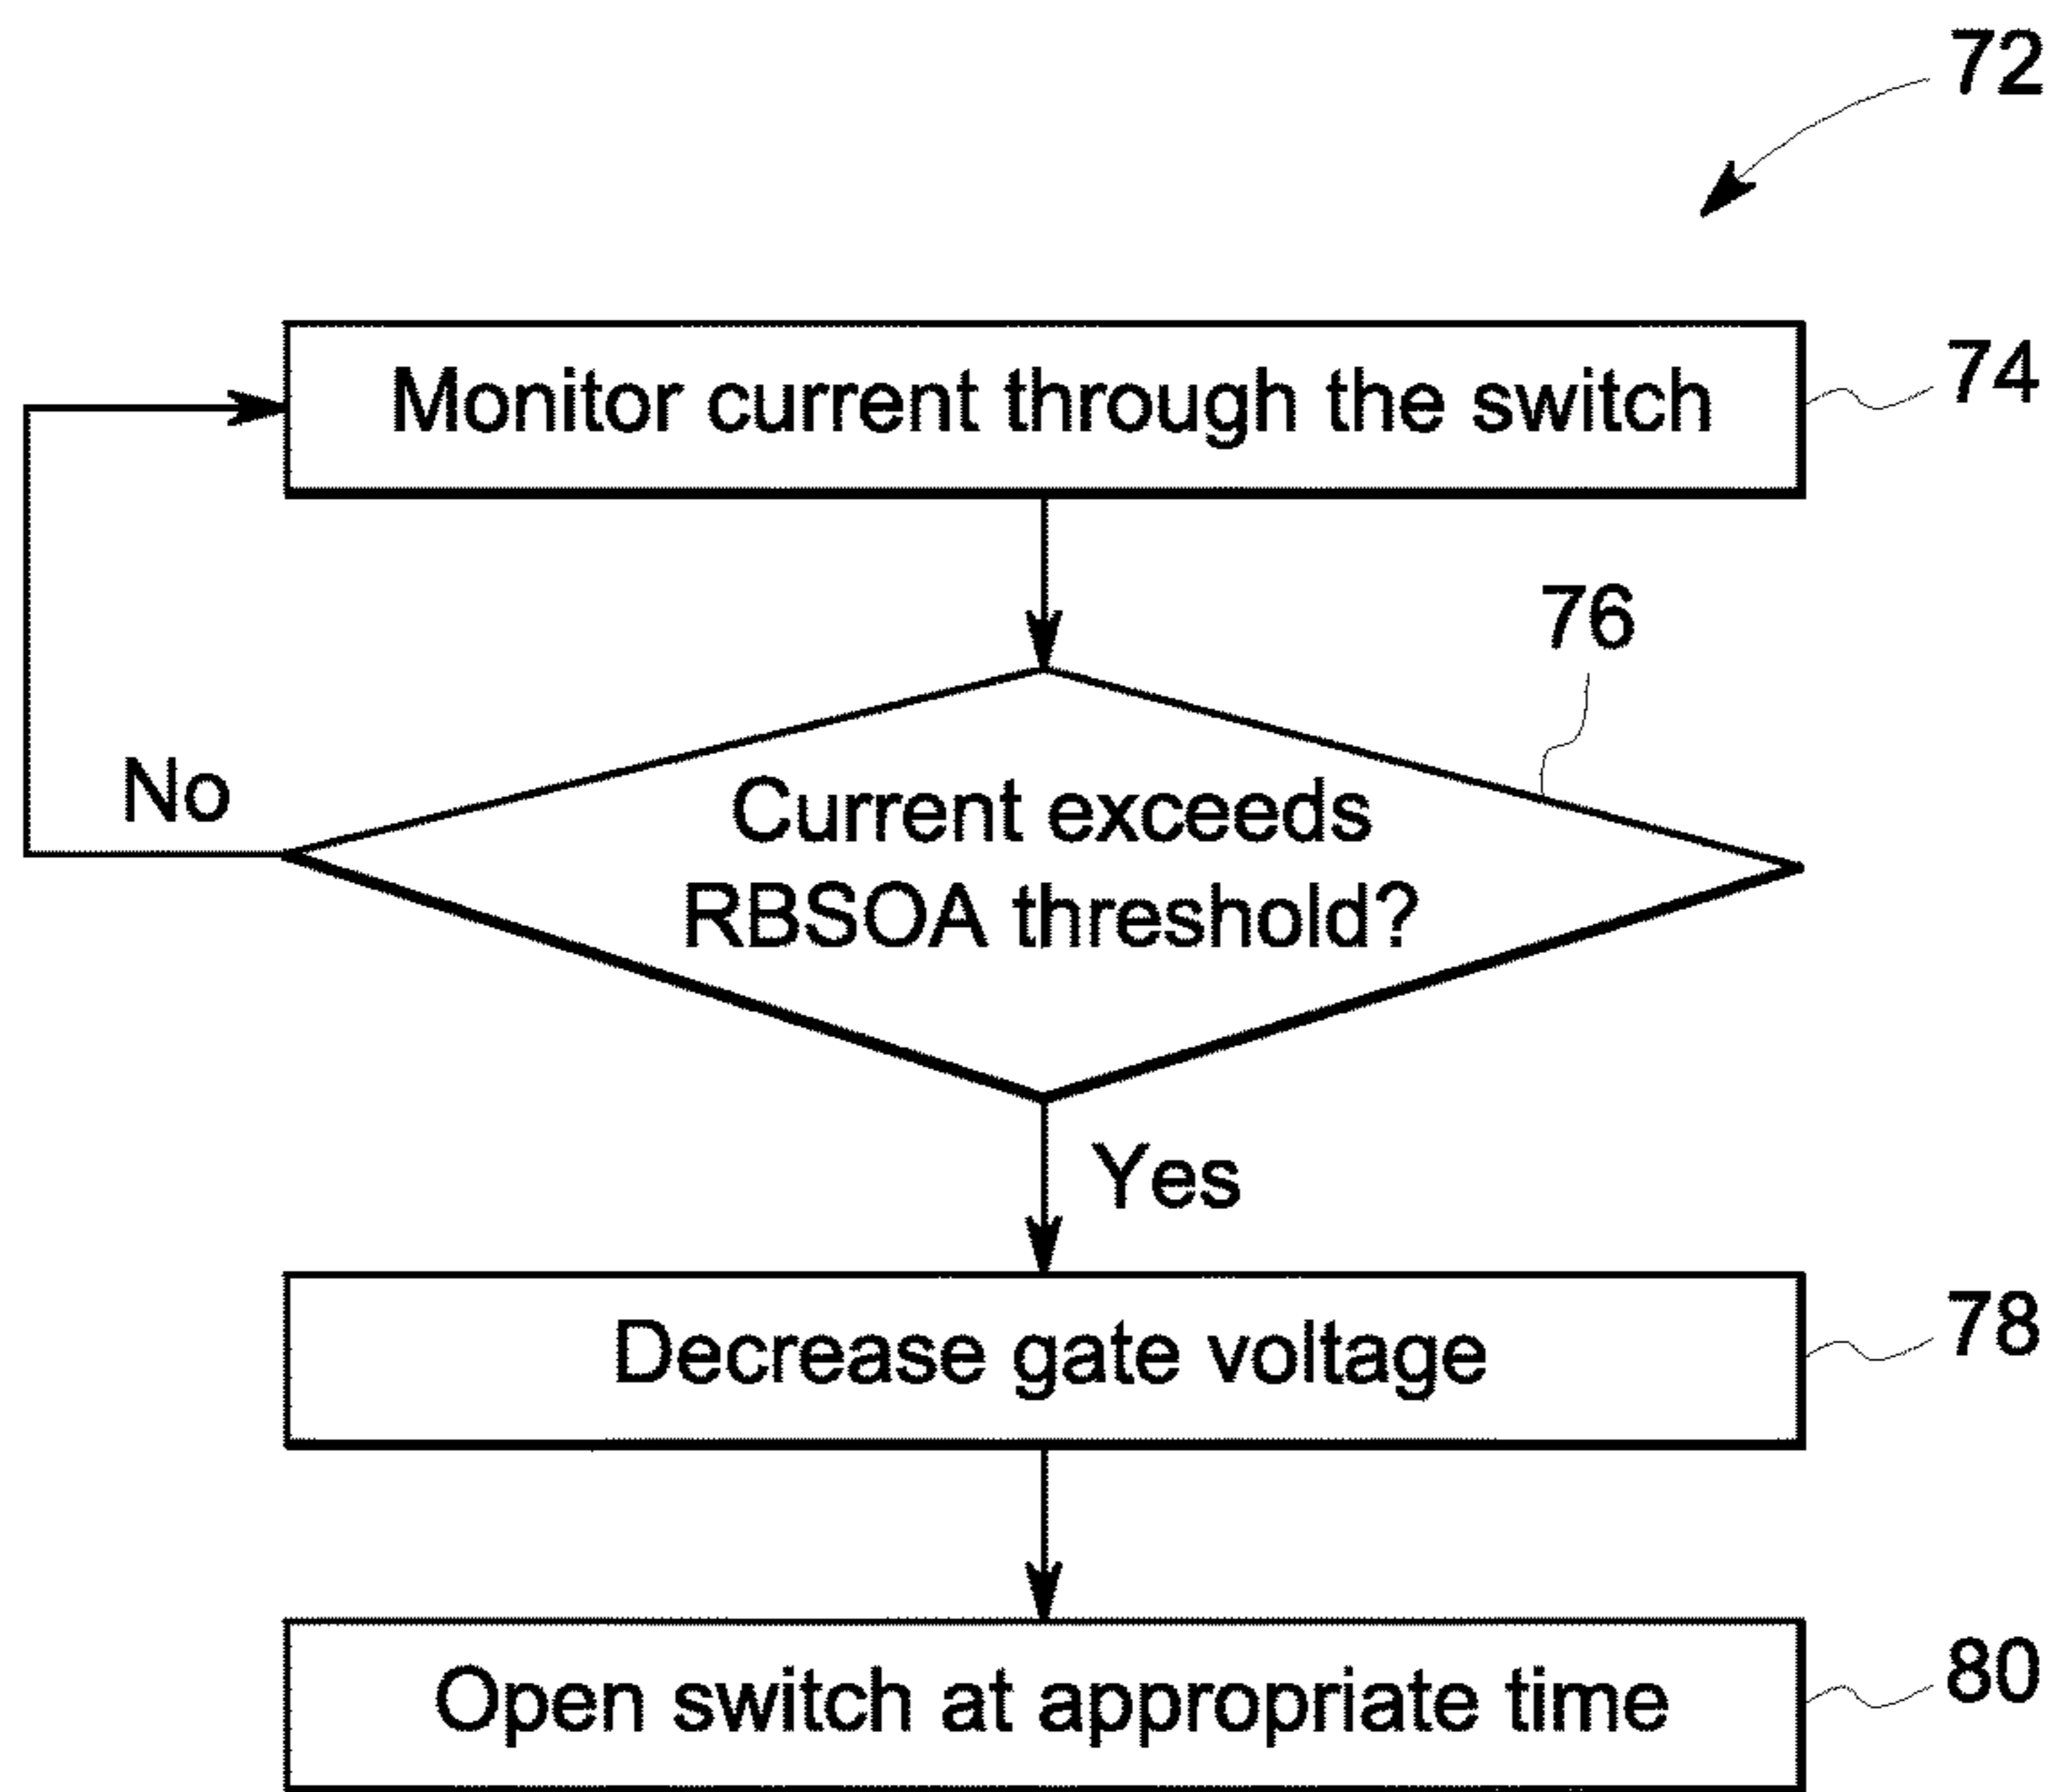 72
Monitor current through the switch
74
76
No
Current exceeds
RBSOA threshold?
Yes
Decrease gate voltage
78
Open switch at appropriate time
80